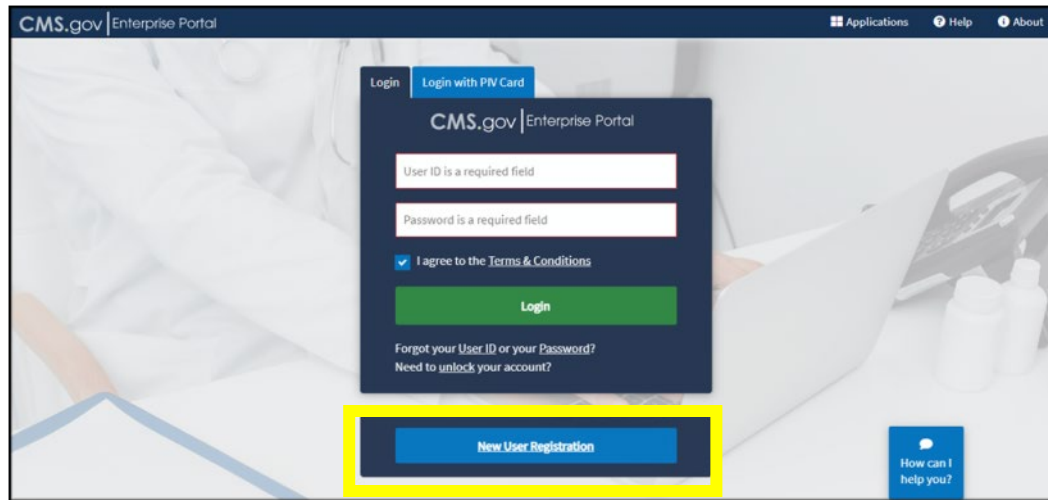 CMS.gov Enterprise Portal
Applications Help About
Login Login with PIV Card
CMS.gov Enterprise Portal
User ID is a required field
Password is a required field
I agree to the Terms & Conditions
Login
Forgot your User ID or your Password?
Need to unlock your account?
New User Registration
How can I
help you?